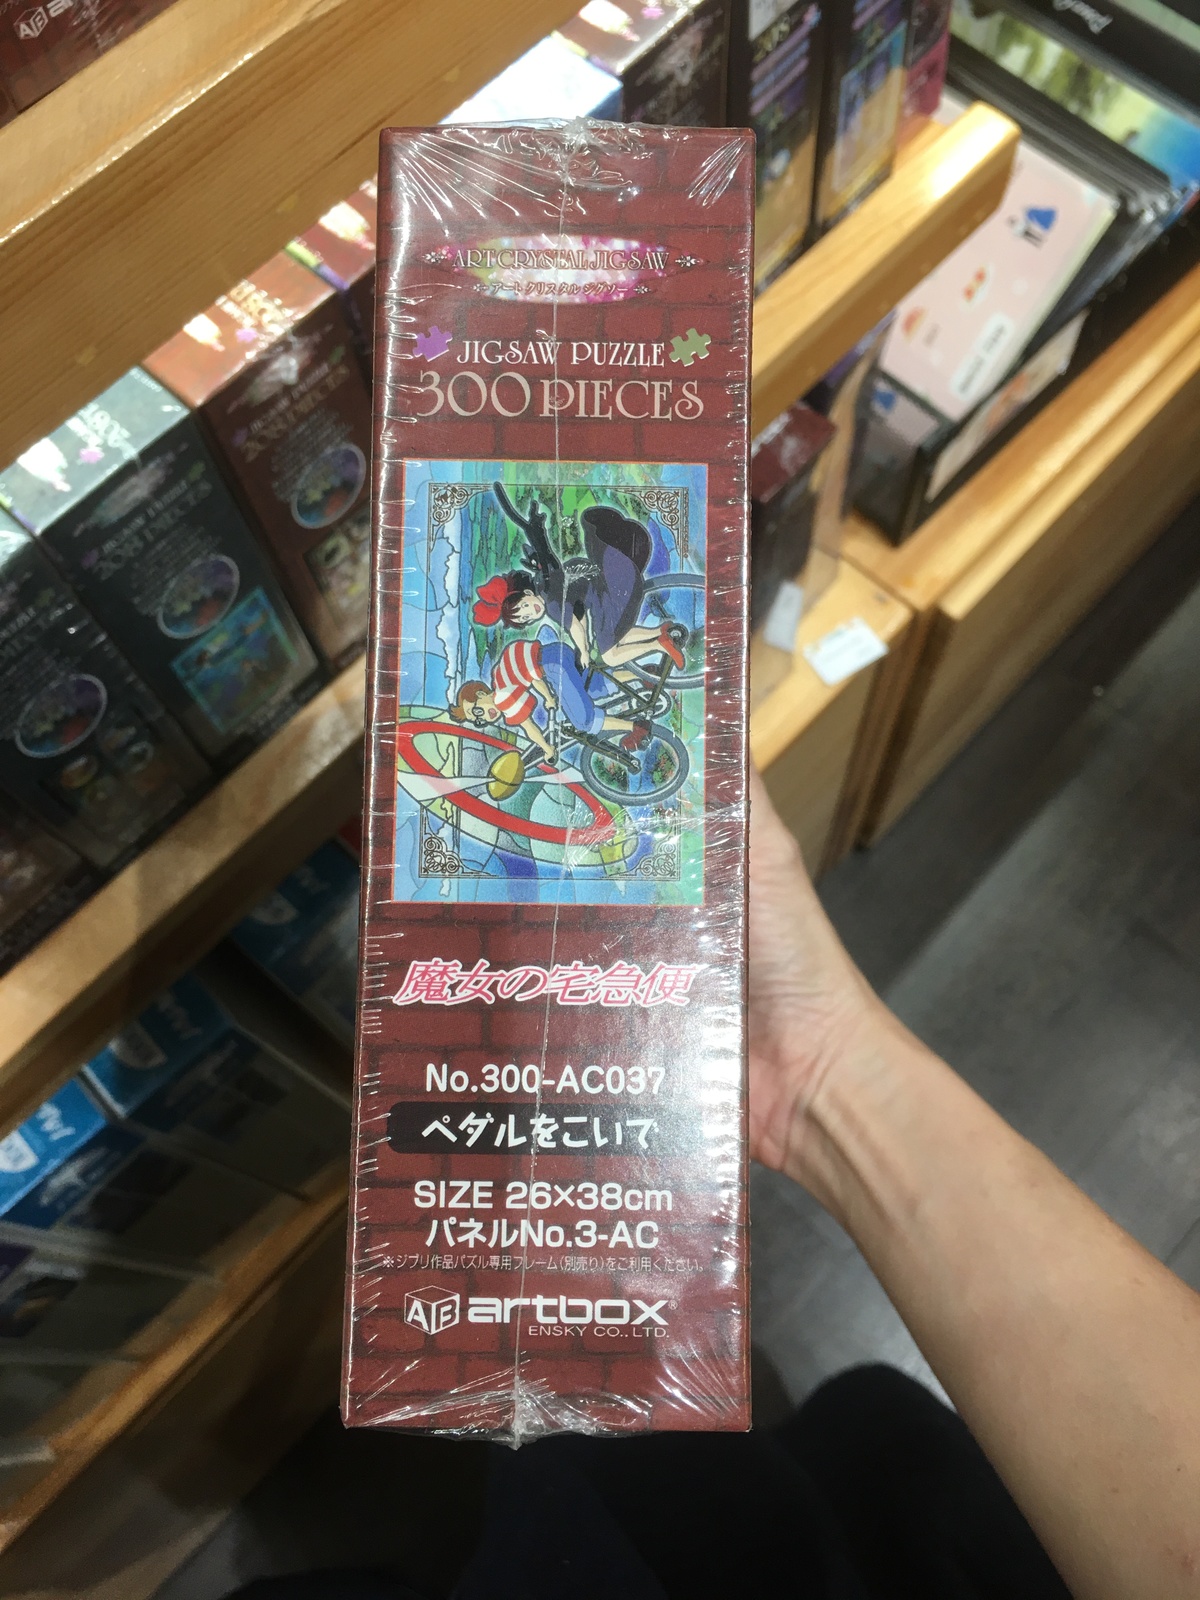 ART CRYSTAL JIGSAW
アート クリスタル ジグソー
JIGSAW PUZZLE
300 PIECES
魔女の宅急便
No.300-AC037
ペダルをこいで
SIZE 26×38cm
パネルNo.3-AC
※ジブリ作品パズル専用フレーム(別売り)をご利用ください。
AB artbox®
ENSKY CO.,LTD.